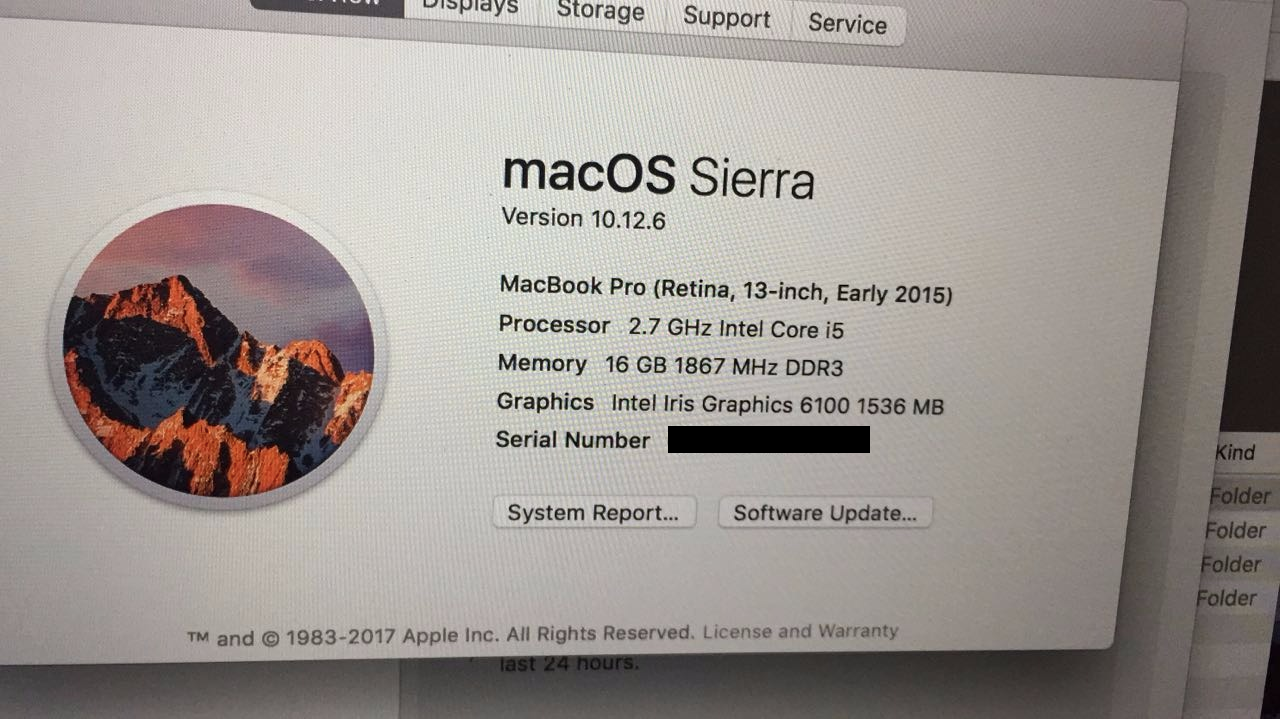 Displays Storage Support Service
macOS Sierra
Version 10.12.6
MacBook Pro (Retina, 13-inch, Early 2015)
Processor 2.7 GHz Intel Core i5
Memory 16 GB 1867 MHz DDR3
Graphics Intel Iris Graphics 6100 1536 MB
Serial Number
System Report... Software Update...
™ and © 1983-2017 Apple Inc. All Rights Reserved. License and Warranty
last 24 hours.
Kind
Folder
Folder
Folder
Folder